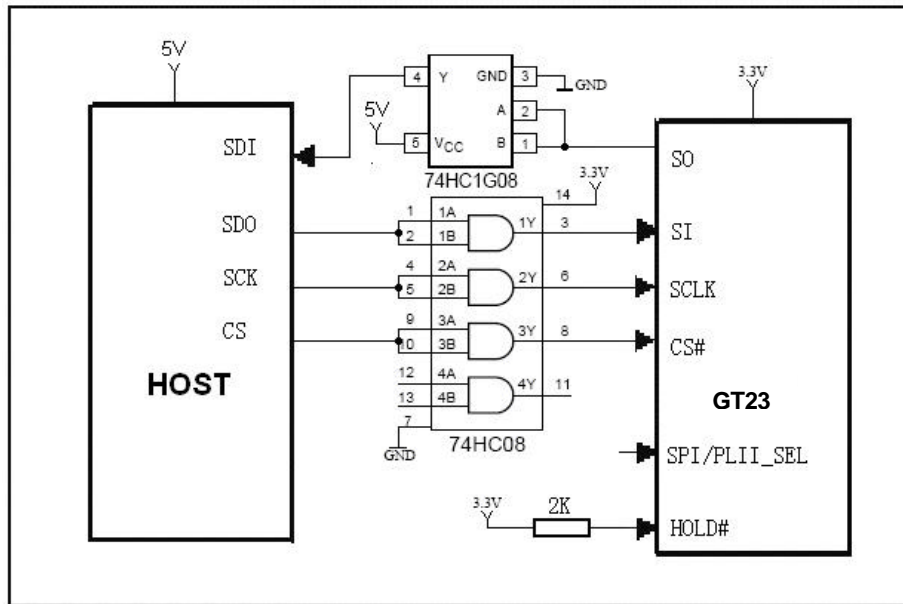 5V
SDI
SDO
SCK
CS
HOST
4 Y GND 3 GND
A 2
5V
5 VCC B 1
74HC1G08
3.3V
14
1 1A 1Y 3
2 1B
4 2A 2Y 6
5 2B
9 3A 3Y 8
10 3B
12 4A 4Y 11
13 4B
7
GND
74HC08
3.3V
SO
SI
SCLK
CS#
GT23
SPI/PLII_SEL
3.3V 2K
HOLD#